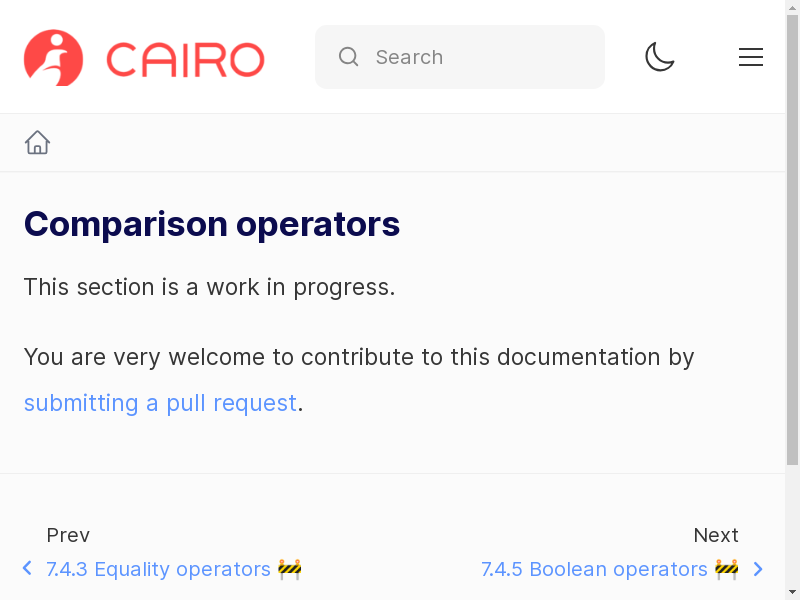 CAIRO
Search
Comparison operators
This section is a work in progress.
You are very welcome to contribute to this documentation by
submitting a pull request.
Prev
Next
7.4.3 Equality operators 🚧
7.4.5 Boolean operators 🚧